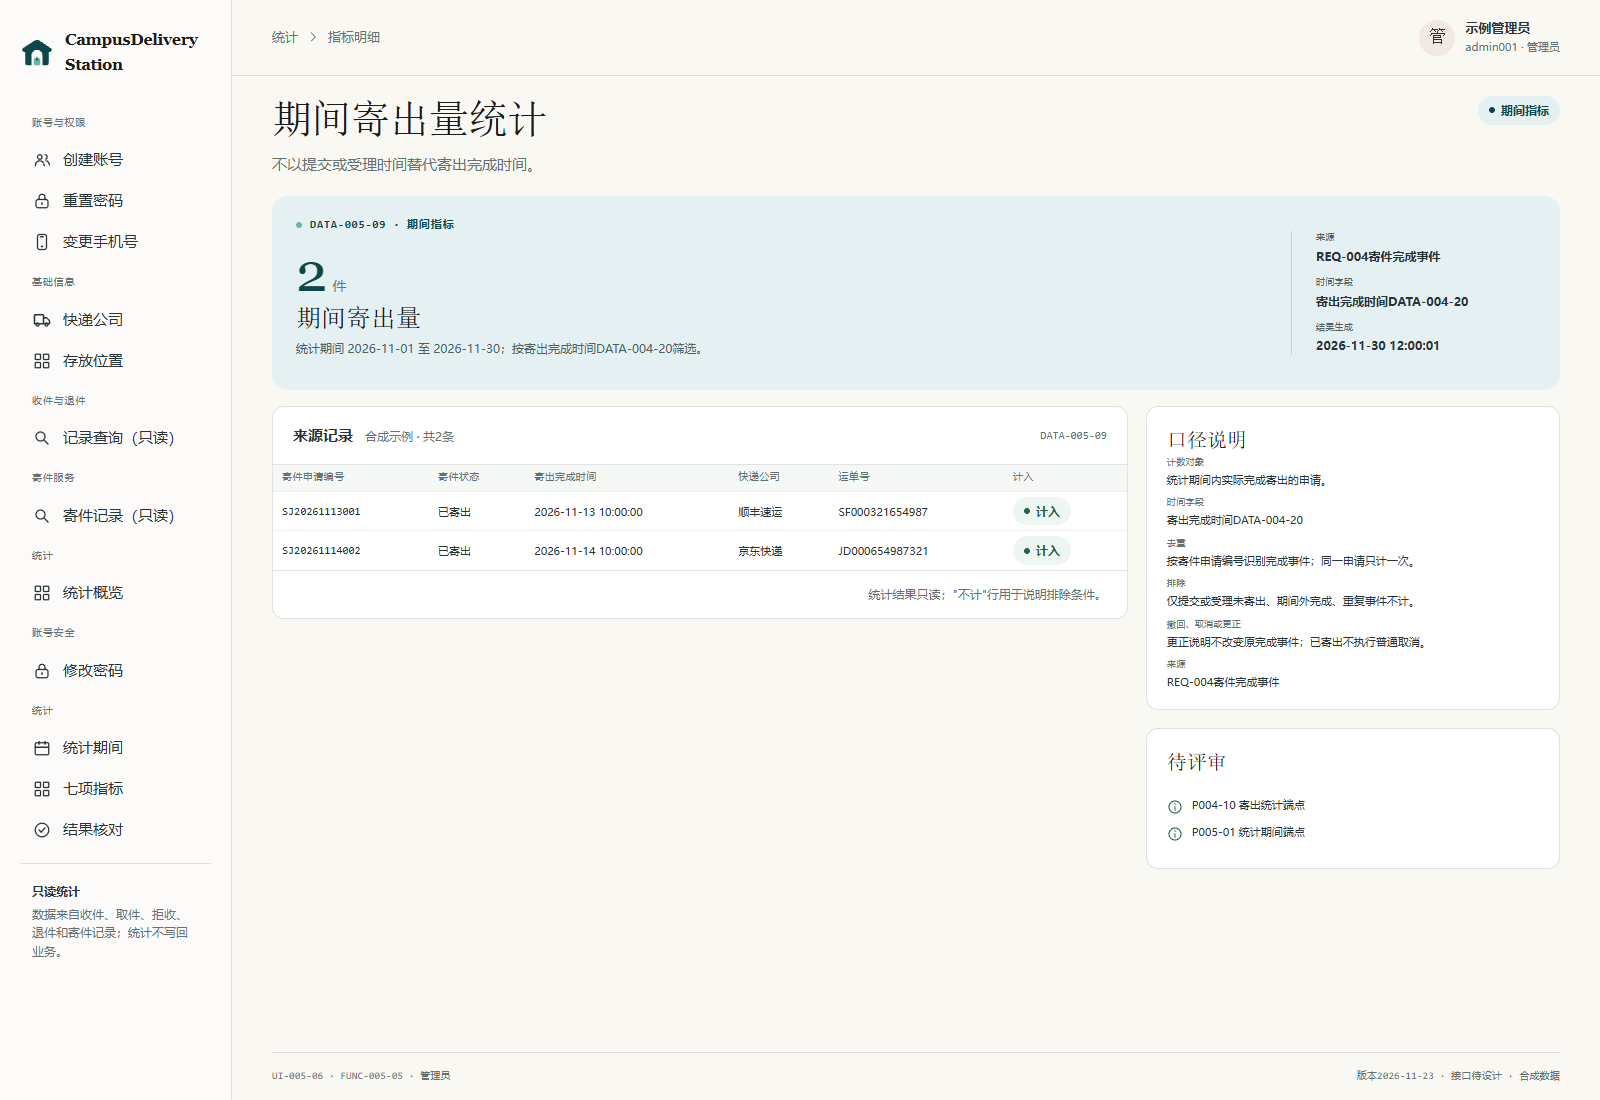 CampusDelivery
Station
账号与权限
创建账号
重置密码
变更手机号
基础信息
快递公司
存放位置
收件与退件
记录查询（只读）
寄件服务
寄件记录（只读）
统计
统计概览
账号安全
修改密码
统计
统计期间
七项指标
结果核对
只读统计
数据来自收件、取件、拒收、
退件和寄件记录；统计不写回
业务。
统计 > 指标明细
管
示例管理员
admin001 · 管理员
期间寄出量统计
期间指标
不以提交或受理时间替代寄出完成时间。
DATA-005-09 · 期间指标
2 件
期间寄出量
统计期间 2026-11-01 至 2026-11-30；按寄出完成时间DATA-004-20筛选。
来源
REQ-004寄件完成事件
时间字段
寄出完成时间DATA-004-20
结果生成
2026-11-30 12:00:01
来源记录 合成示例 · 共2条 DATA-005-09
寄件申请编号 寄件状态 寄出完成时间 快递公司 运单号 计入
SJ20261113001 已寄出 2026-11-13 10:00:00 顺丰速运 SF000321654987 计入
SJ20261114002 已寄出 2026-11-14 10:00:00 京东快递 JD000654987321 计入
统计结果只读；"不计"行用于说明排除条件。
口径说明
计数对象
统计期间内实际完成寄出的申请。
时间字段
寄出完成时间DATA-004-20
去重
按寄件申请编号识别完成事件；同一申请只计一次。
排除
仅提交或受理未寄出、期间外完成、重复事件不计。
撤回、取消或更正
更正说明不改变原完成事件；已寄出不执行普通取消。
来源
REQ-004寄件完成事件
待评审
P004-10 寄出统计端点
P005-01 统计期间端点
UI-005-06 · FUNC-005-05 · 管理员
版本2026-11-23 · 接口待设计 · 合成数据